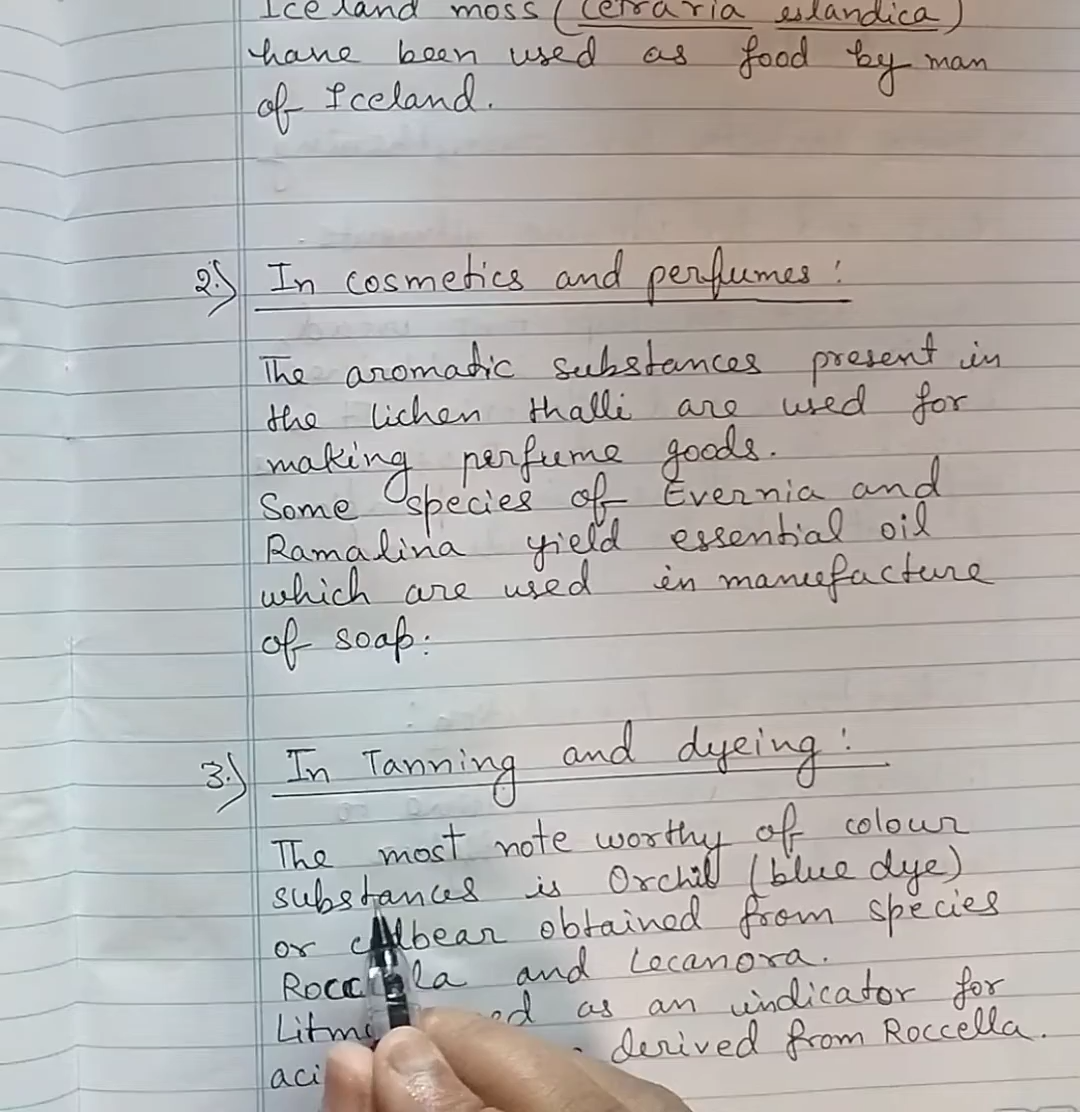 Iceland moss (Cetraria islandica)
have been used as food by man
of Iceland.
2.) In cosmetics and perfumes:
The aromatic substances present in
the lichen thalli are used for
making perfume goods.
Some species of Evernia and
Ramalina yield essential oil
which are used in manufacture
of soap.
3.) In Tanning and dyeing:
The most note worthy of colour
substances is Orchil (blue dye)
or obtained from species
and Lecanora.
as an indicator for
derived from Roccella.